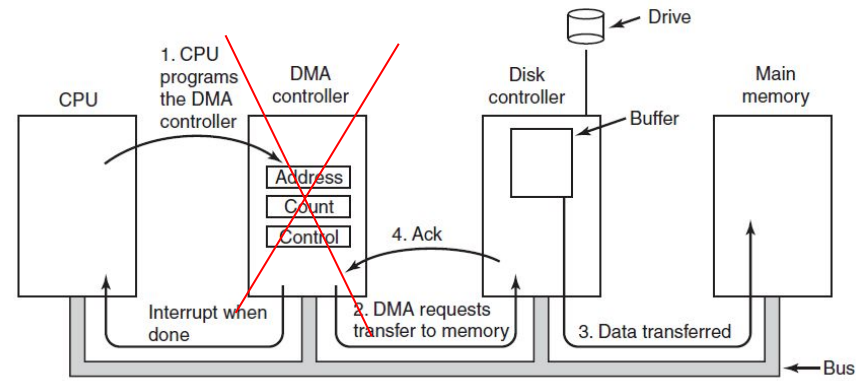 Drive
1. CPU
programs
the DMA
controller
CPU
DMA
controller
Disk
controller
Main
memory
Buffer
Address
Count
Control
4. Ack
Interrupt when
done
2. DMA requests
transfer to memory
3. Data transferred
Bus